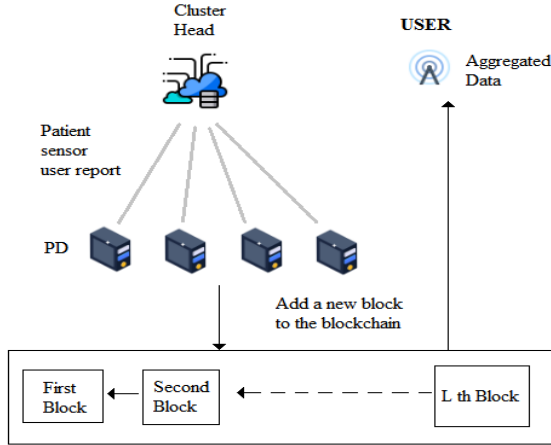 Cluster
Head
USER
Aggregated
Data
Patient
sensor
user report
PD
Add a new block
to the blockchain
First
Block
Second
Block
L th Block